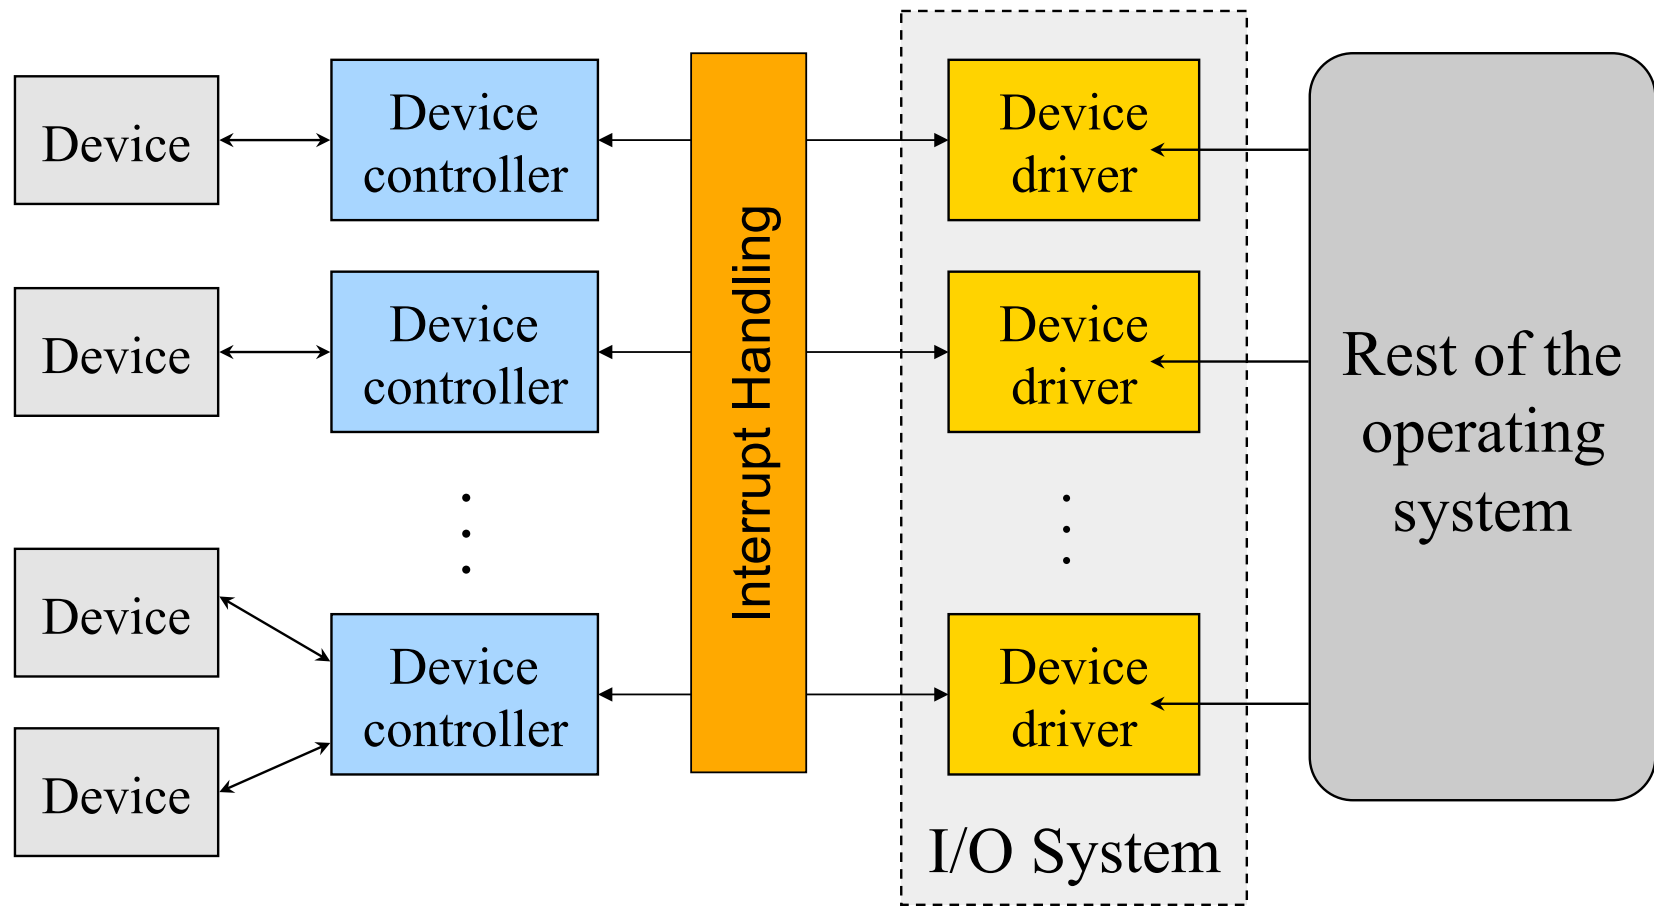 Device
Device
controller
Device
driver
Device
Device
controller
Device
driver
Interrupt Handling
Rest of the
operating
system
Device
Device
controller
Device
driver
Device
I/O System